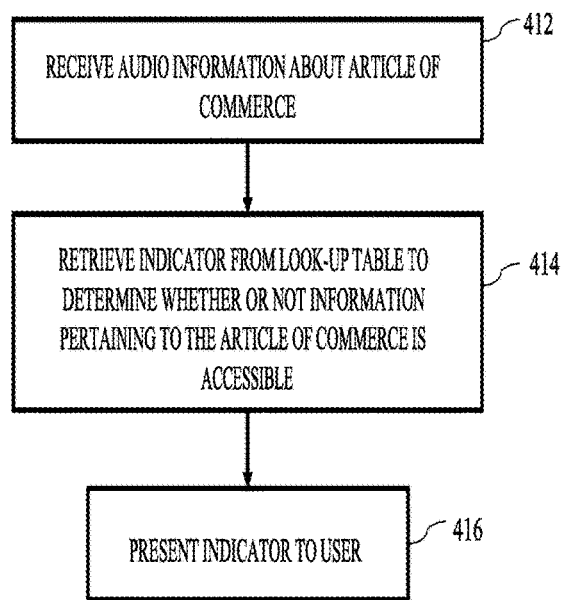 412
RECEIVE AUDIO INFORMATION ABOUT ARTICLE OF
COMMERCE
RETRIEVE INDICATOR FROM LOOK-UP TABLE TO
DETERMINE WHETHER OR NOT INFORMATION
PERTAINING TO THE ARTICLE OF COMMERCE IS
ACCESSIBLE
414
PRESENT INDICATOR TO USER
416